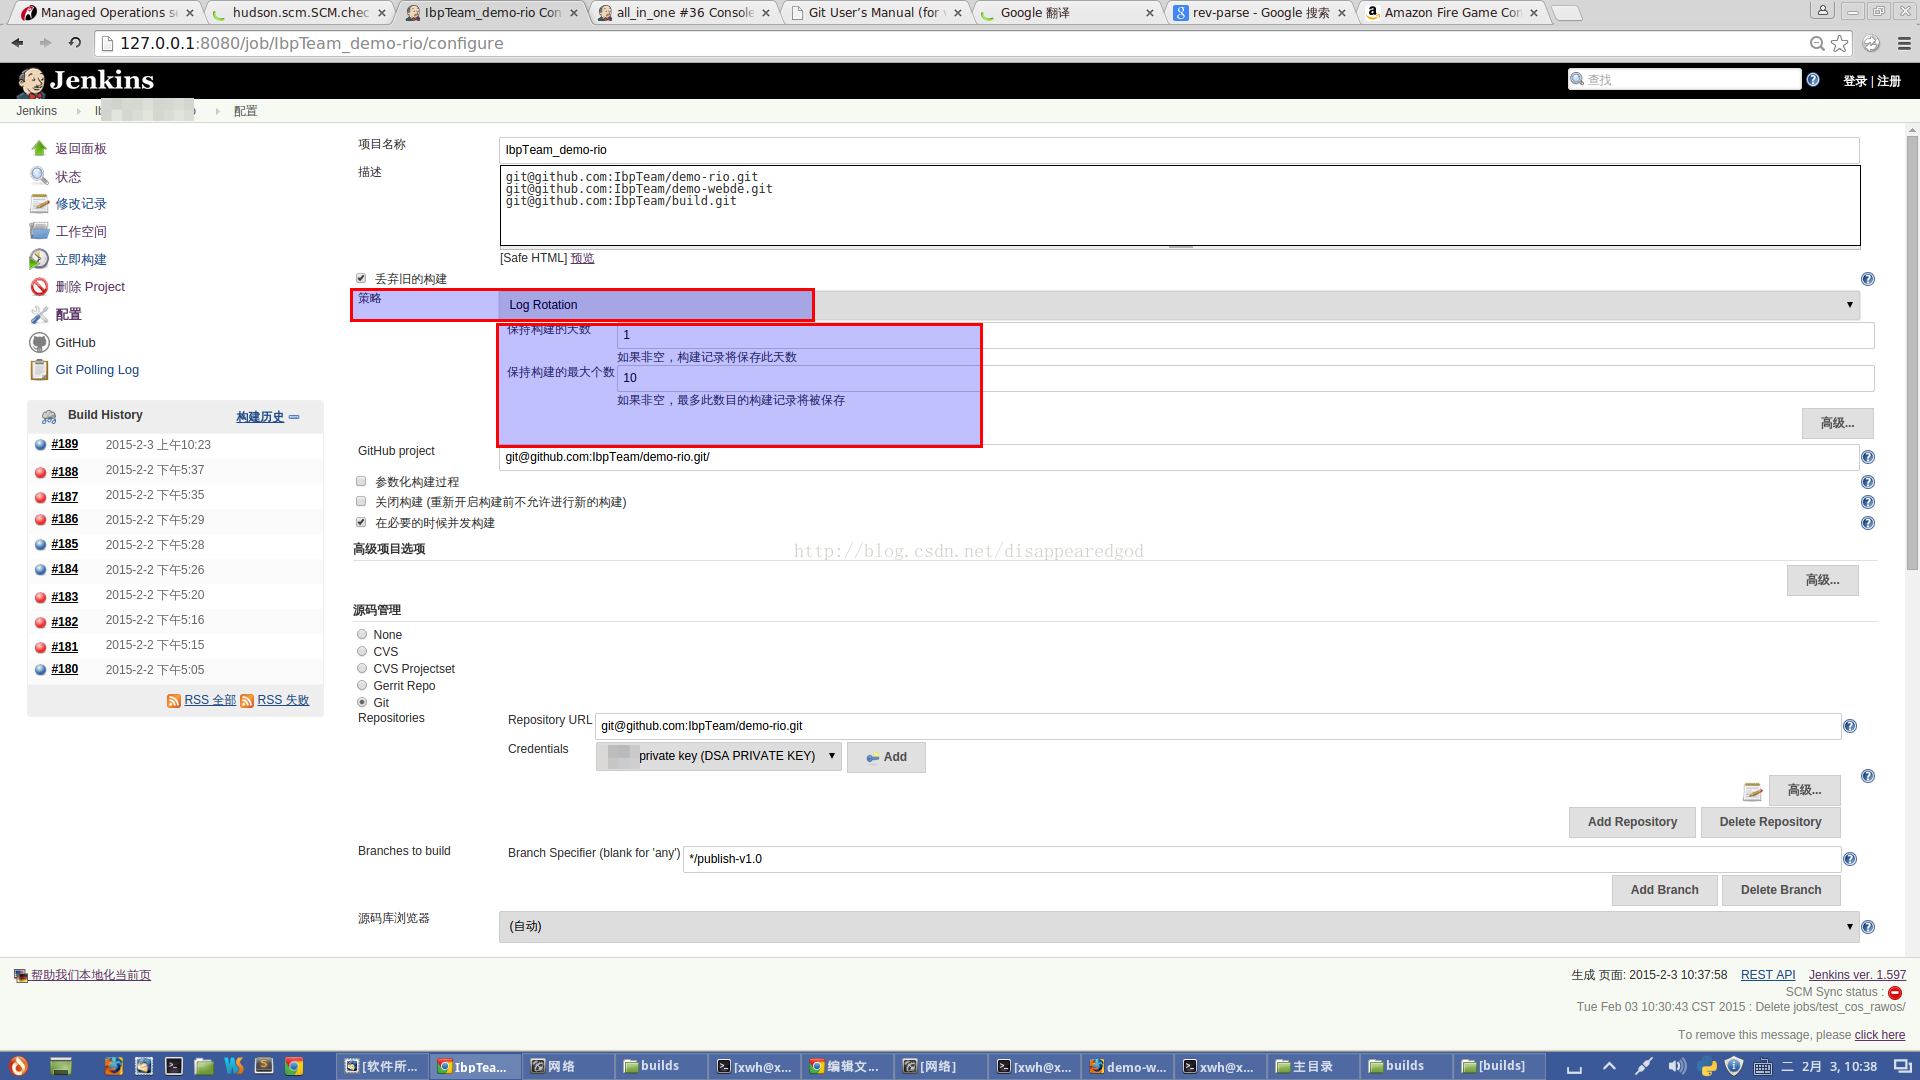 Managed Operations s
hudson.scm.SCM.chec
IbpTeam_demo-rio Con
all_in_one #36 Console
Git User's Manual (for
Google 翻译
rev-parse - Google 搜索
Amazon Fire Game Con
127.0.0.1:8080/job/IbpTeam_demo-rio/configure
Jenkins
查找
登录 | 注册
Jenkins
配置
返回面板
状态
修改记录
工作空间
立即构建
删除 Project
配置
GitHub
Git Polling Log
Build History 构建历史
#189 2015-2-3 上午10:23
#188 2015-2-2 下午5:37
#187 2015-2-2 下午5:35
#186 2015-2-2 下午5:29
#185 2015-2-2 下午5:28
#184 2015-2-2 下午5:26
#183 2015-2-2 下午5:20
#182 2015-2-2 下午5:16
#181 2015-2-2 下午5:15
#180 2015-2-2 下午5:05
RSS 全部 RSS 失败
项目名称 IbpTeam_demo-rio
描述
git@github.com:IbpTeam/demo-rio.git
git@github.com:IbpTeam/demo-webde.git
git@github.com:IbpTeam/build.git
[Safe HTML] 预览
丢弃旧的构建
策略 Log Rotation
保持构建的天数 1
如果非空，构建记录将保存此天数
保持构建的最大个数 10
如果非空，最多此数目的构建记录将被保存
高级...
GitHub project git@github.com:IbpTeam/demo-rio.git/
参数化构建过程
关闭构建 (重新开启构建前不允许进行新的构建)
在必要的时候并发构建
高级项目选项
http://blog.csdn.net/disappearedgod
高级...
源码管理
None
CVS
CVS Projectset
Gerrit Repo
Git
Repositories Repository URL git@github.com:IbpTeam/demo-rio.git
Credentials private key (DSA PRIVATE KEY) Add
高级...
Add Repository Delete Repository
Branches to build Branch Specifier (blank for 'any') */publish-v1.0
Add Branch Delete Branch
源码库浏览器 (自动)
帮助我们本地化当前页
生成 页面: 2015-2-3 10:37:58 REST API Jenkins ver. 1.597
SCM Sync status :
Tue Feb 03 10:30:43 CST 2015 : Delete jobs/test_cos_rawos/
To remove this message, please click here
[软件所...
IbpTea...
网络
builds
[xwh@x...
编辑文...
[网络]
[xwh@x...
demo-w...
xwh@x...
主目录
builds
[builds]
二 2月 3, 10:38